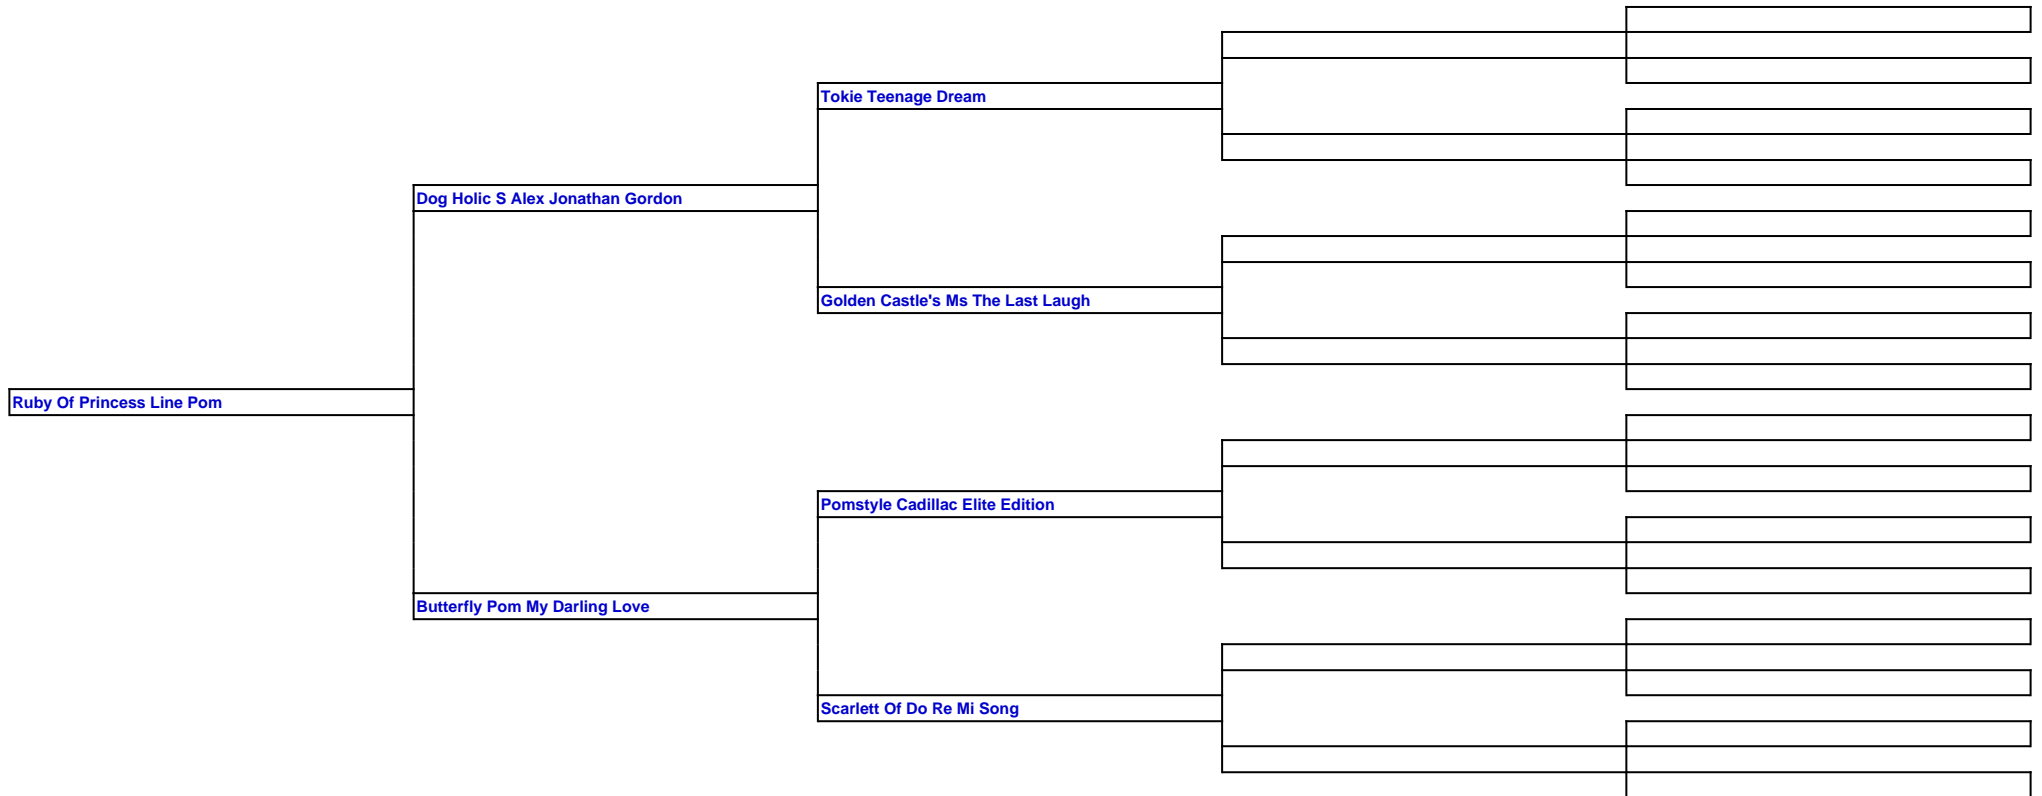 Tokie Teenage Dream
Dog Holic S Alex Jonathan Gordon
Golden Castle's Ms The Last Laugh
Ruby Of Princess Line Pom
Pomstyle Cadillac Elite Edition
Butterfly Pom My Darling Love
Scarlett Of Do Re Mi Song